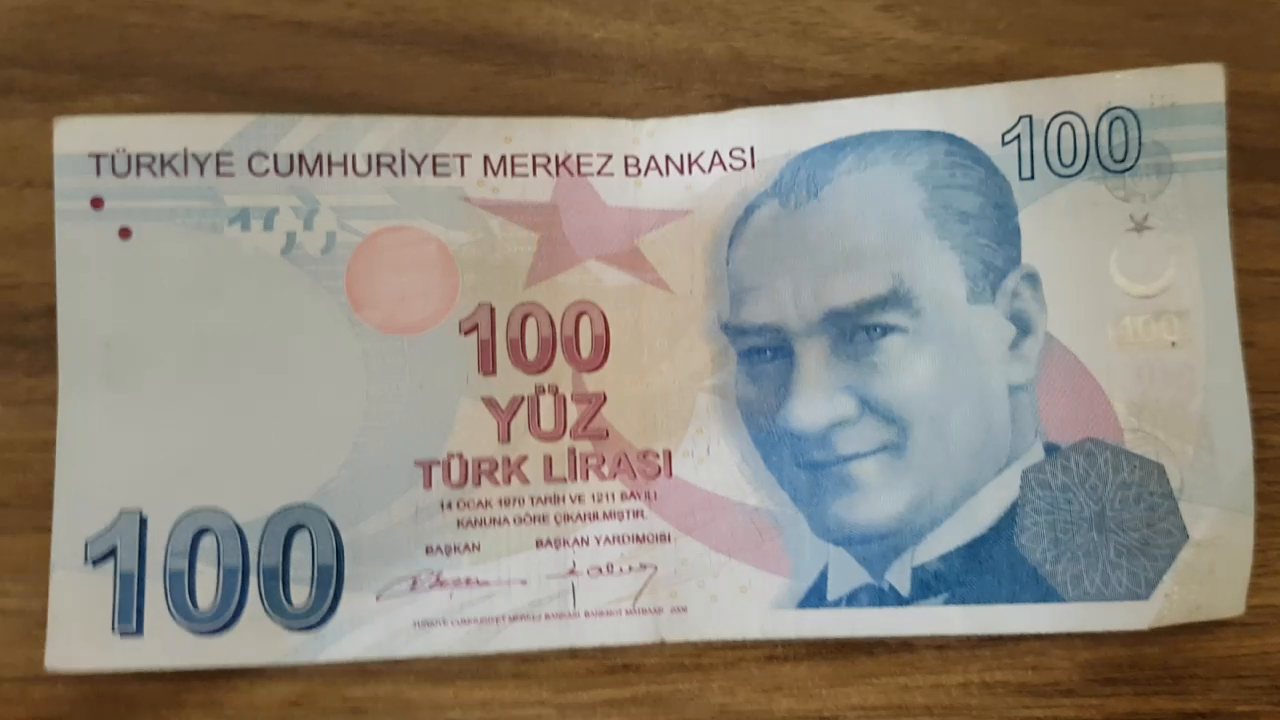 TÜRKİYE CUMHURİYET MERKEZ BANKASI
100
100
100
YÜZ
TÜRK LİRASI
14 OCAK 1970 TARİH VE 1211 SAYILI
KANUNA GÖRE ÇIKARILMIŞTIR.
BAŞKAN BAŞKAN YARDIMCISI
100
100
TÜRKİYE CUMHURİYET MERKEZ BANKASI BANKNOT MATBAASI